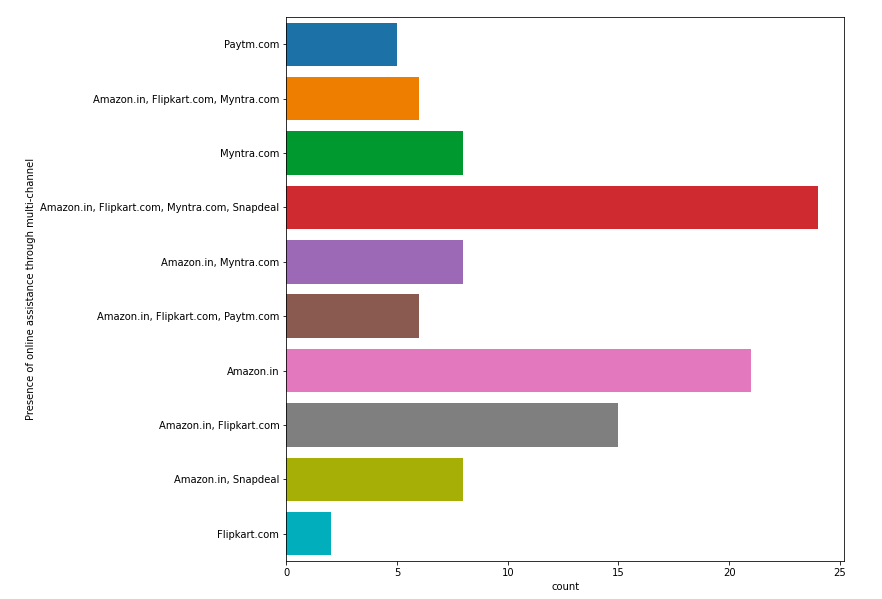 Presence of online assistance through multi-channel
Paytm.com
Amazon.in, Flipkart.com, Myntra.com
Myntra.com
Amazon.in, Flipkart.com, Myntra.com, Snapdeal
Amazon.in, Myntra.com
Amazon.in, Flipkart.com, Paytm.com
Amazon.in
Amazon.in, Flipkart.com
Amazon.in, Snapdeal
Flipkart.com
0 5 10 15 20 25
count